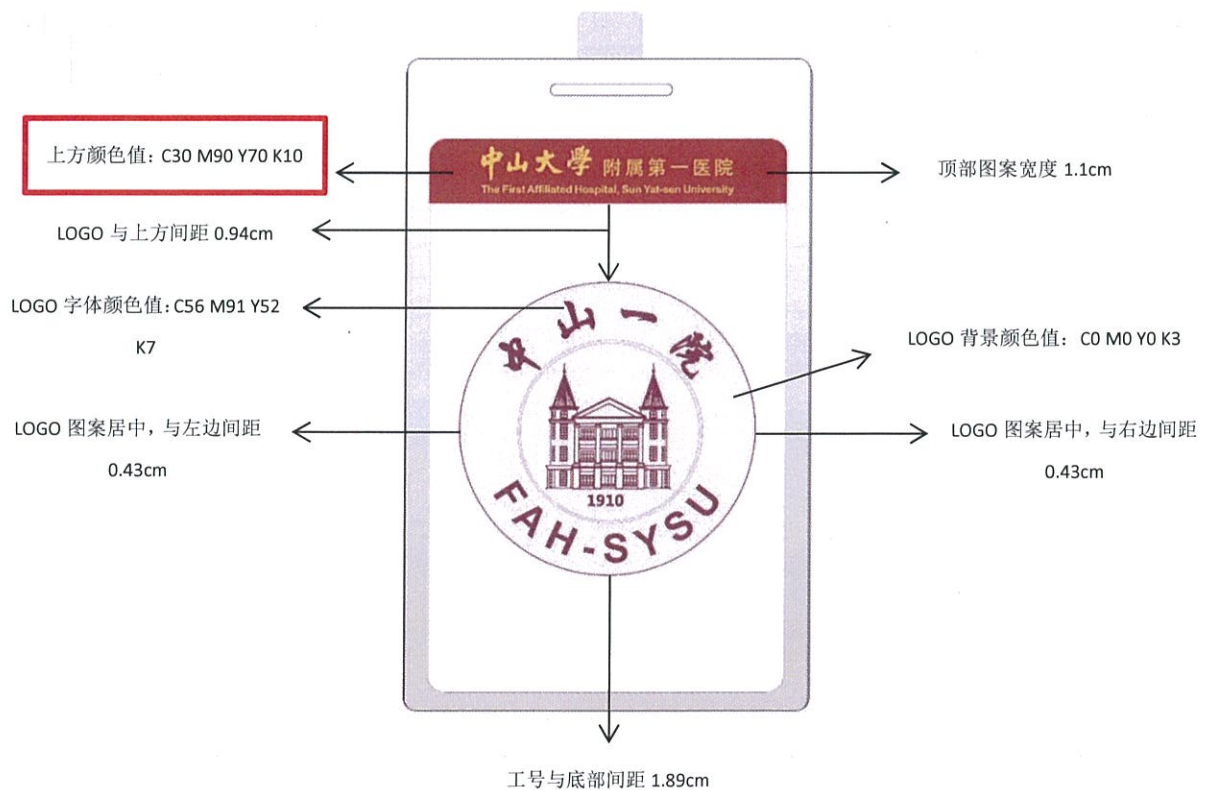 中山大學 附属第一医院
The First Affiliated Hospital, Sun Yat-sen University
上方颜色值：C30 M90 Y70 K10
顶部图案宽度 1.1cm
LOGO 与上方间距 0.94cm
LOGO 字体颜色值：C56 M91 Y52
K7
LOGO 背景颜色值：C0 M0 Y0 K3
中山一院
1910
FAH-SYSU
LOGO 图案居中，与左边间距
0.43cm
LOGO 图案居中，与右边间距
0.43cm
工号与底部间距 1.89cm